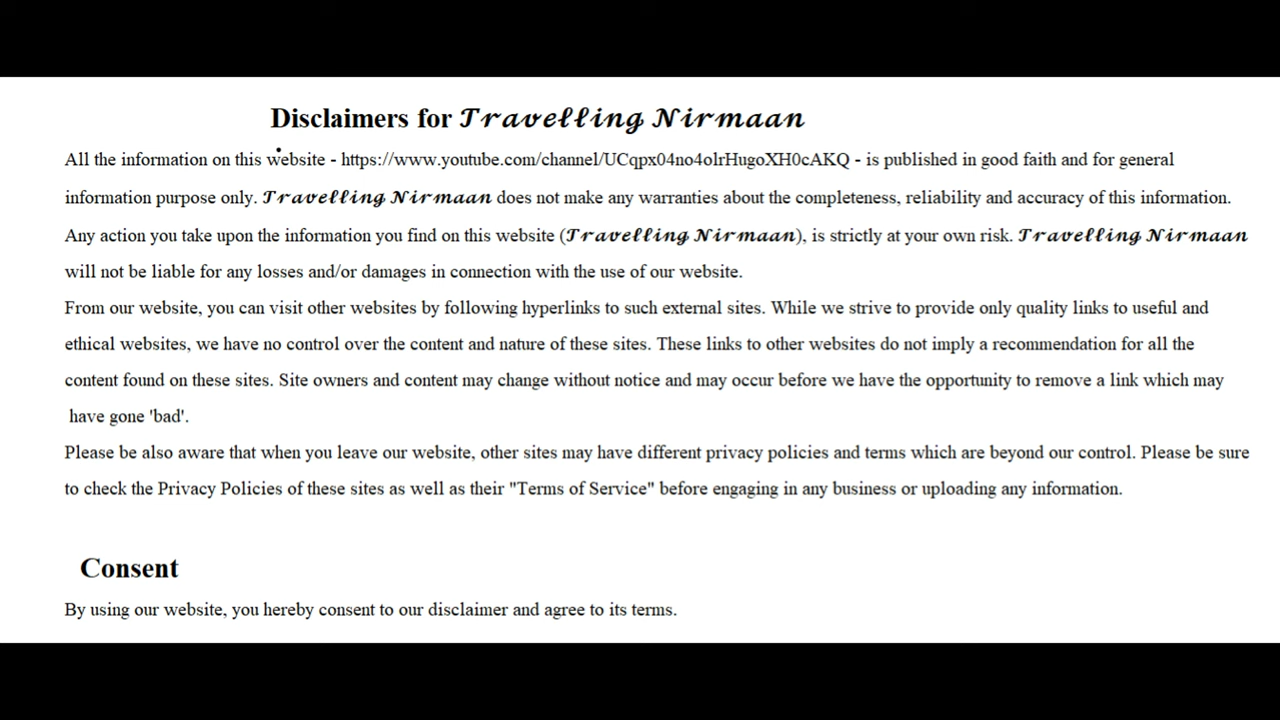 Disclaimers for 𝓣𝓻𝓪𝓿𝓮𝓵𝓵𝓲𝓷𝓰 𝓝𝓲𝓻𝓶𝓪𝓪𝓷
All the information on this website - https://www.youtube.com/channel/UCqpx04no4olrHugoXH0cAKQ - is published in good faith and for general
information purpose only. 𝓣𝓻𝓪𝓿𝓮𝓵𝓵𝓲𝓷𝓰 𝓝𝓲𝓻𝓶𝓪𝓪𝓷 does not make any warranties about the completeness, reliability and accuracy of this information.
Any action you take upon the information you find on this website (𝓣𝓻𝓪𝓿𝓮𝓵𝓵𝓲𝓷𝓰 𝓝𝓲𝓻𝓶𝓪𝓪𝓷), is strictly at your own risk. 𝓣𝓻𝓪𝓿𝓮𝓵𝓵𝓲𝓷𝓰 𝓝𝓲𝓻𝓶𝓪𝓪𝓷
will not be liable for any losses and/or damages in connection with the use of our website.
From our website, you can visit other websites by following hyperlinks to such external sites. While we strive to provide only quality links to useful and
ethical websites, we have no control over the content and nature of these sites. These links to other websites do not imply a recommendation for all the
content found on these sites. Site owners and content may change without notice and may occur before we have the opportunity to remove a link which may
have gone 'bad'.
Please be also aware that when you leave our website, other sites may have different privacy policies and terms which are beyond our control. Please be sure
to check the Privacy Policies of these sites as well as their "Terms of Service" before engaging in any business or uploading any information.
Consent
By using our website, you hereby consent to our disclaimer and agree to its terms.